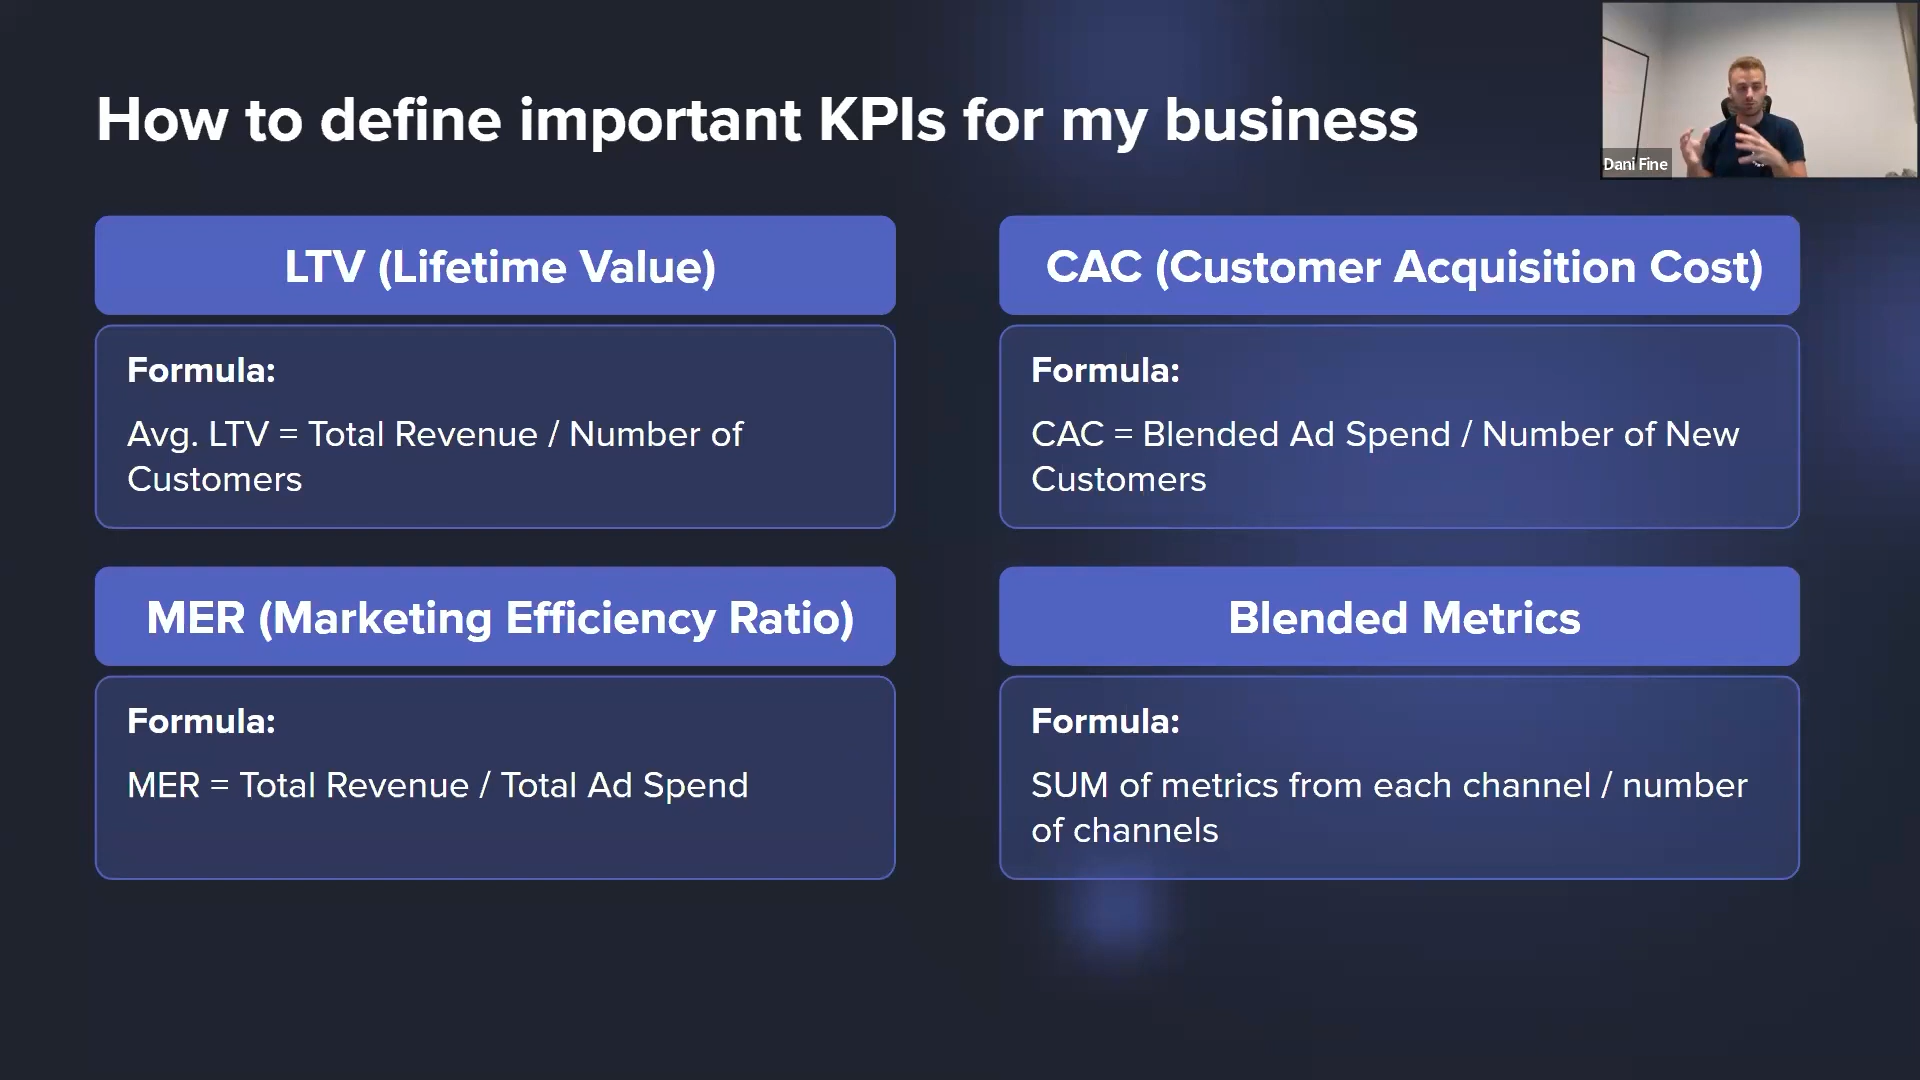 How to define important KPIs for my business
Dani Fine
LTV (Lifetime Value)
Formula:
Avg. LTV = Total Revenue / Number of
Customers
CAC (Customer Acquisition Cost)
Formula:
CAC = Blended Ad Spend / Number of New
Customers
MER (Marketing Efficiency Ratio)
Formula:
MER = Total Revenue / Total Ad Spend
Blended Metrics
Formula:
SUM of metrics from each channel / number
of channels